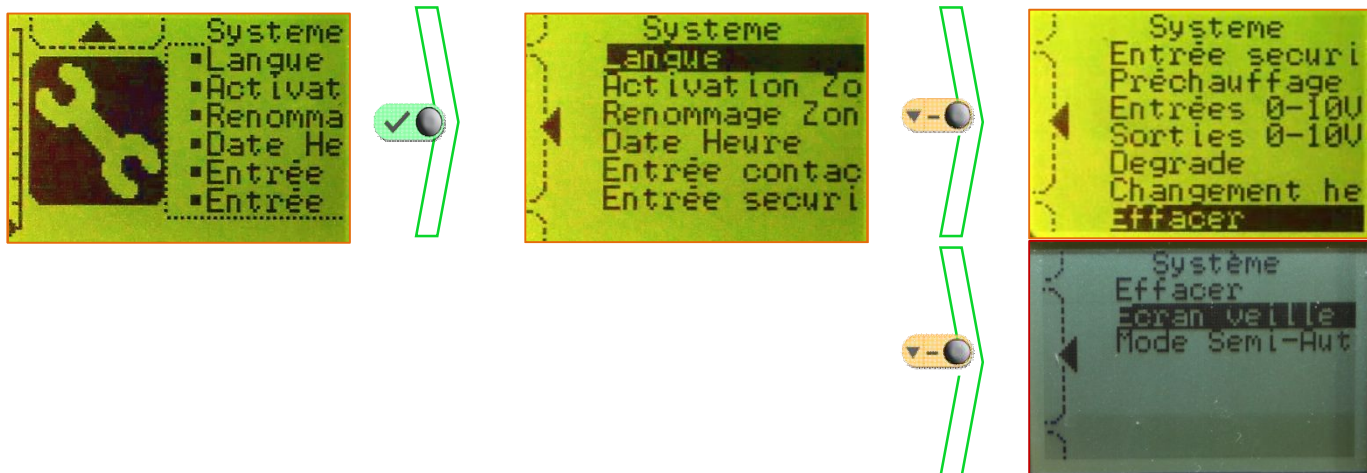 Systeme
Langue
Activat
Renomma
Date He
Entrée
Entrée
Systeme
Langue
Activation Zo
Renommage Zon
Date Heure
Entrée contac
Entrée securi
Systeme
Entrée securi
Préchauffage
Entrées 0-10V
Sorties 0-10V
Degrade
Changement he
Effacer
Système
Effacer
Ecran veille
Mode Semi-Aut